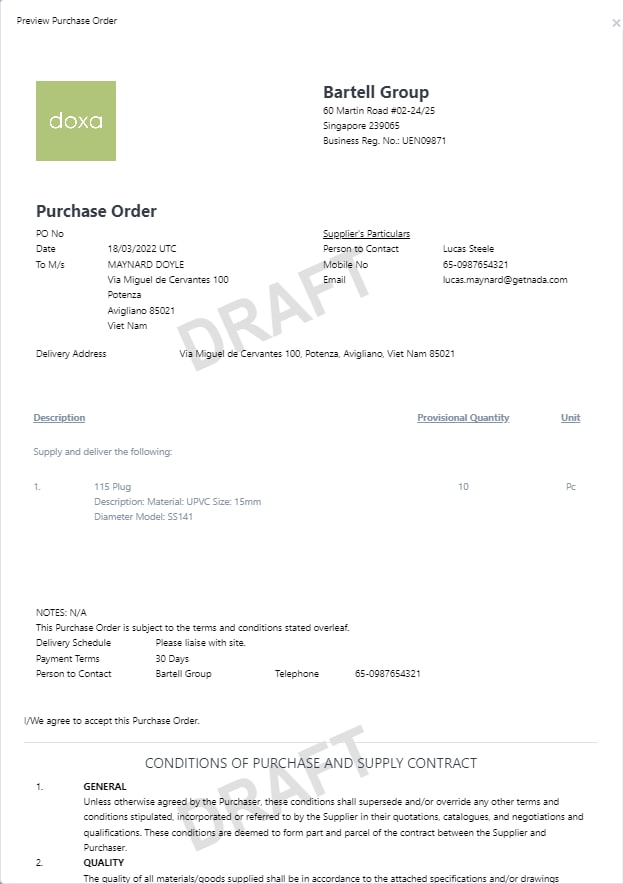 Preview Purchase Order
×
doxa
Bartell Group
60 Martin Road #02-24/25
Singapore 239065
Business Reg. No.: UEN09871
Purchase Order
PO No
Supplier's Particulars
Date 18/03/2022 UTC
Person to Contact Lucas Steele
To M/s MAYNARD DOYLE
Mobile No 65-0987654321
Via Miguel de Cervantes 100
Email lucas.maynard@getnada.com
Potenza
Avigliano 85021
Viet Nam
DRAFT
Delivery Address Via Miguel de Cervantes 100, Potenza, Avigliano, Viet Nam 85021
Description Provisional Quantity Unit
Supply and deliver the following:
1. 115 Plug 10 Pc
Description: Material: UPVC Size: 15mm
Diameter Model: SS141
NOTES: N/A
This Purchase Order is subject to the terms and conditions stated overleaf.
Delivery Schedule Please liaise with site.
Payment Terms 30 Days
Person to Contact Bartell Group Telephone 65-0987654321
I/We agree to accept this Purchase Order.
CONDITIONS OF PURCHASE AND SUPPLY CONTRACT
DRAFT
1. GENERAL
Unless otherwise agreed by the Purchaser, these conditions shall supersede and/or override any other terms and
conditions stipulated, incorporated or referred to by the Supplier in their quotations, catalogues, and negotiations and
qualifications. These conditions are deemed to form part and parcel of the contract between the Supplier and
Purchaser.
2. QUALITY
The quality of all materials/goods supplied shall be in accordance to the attached specifications and/or drawings